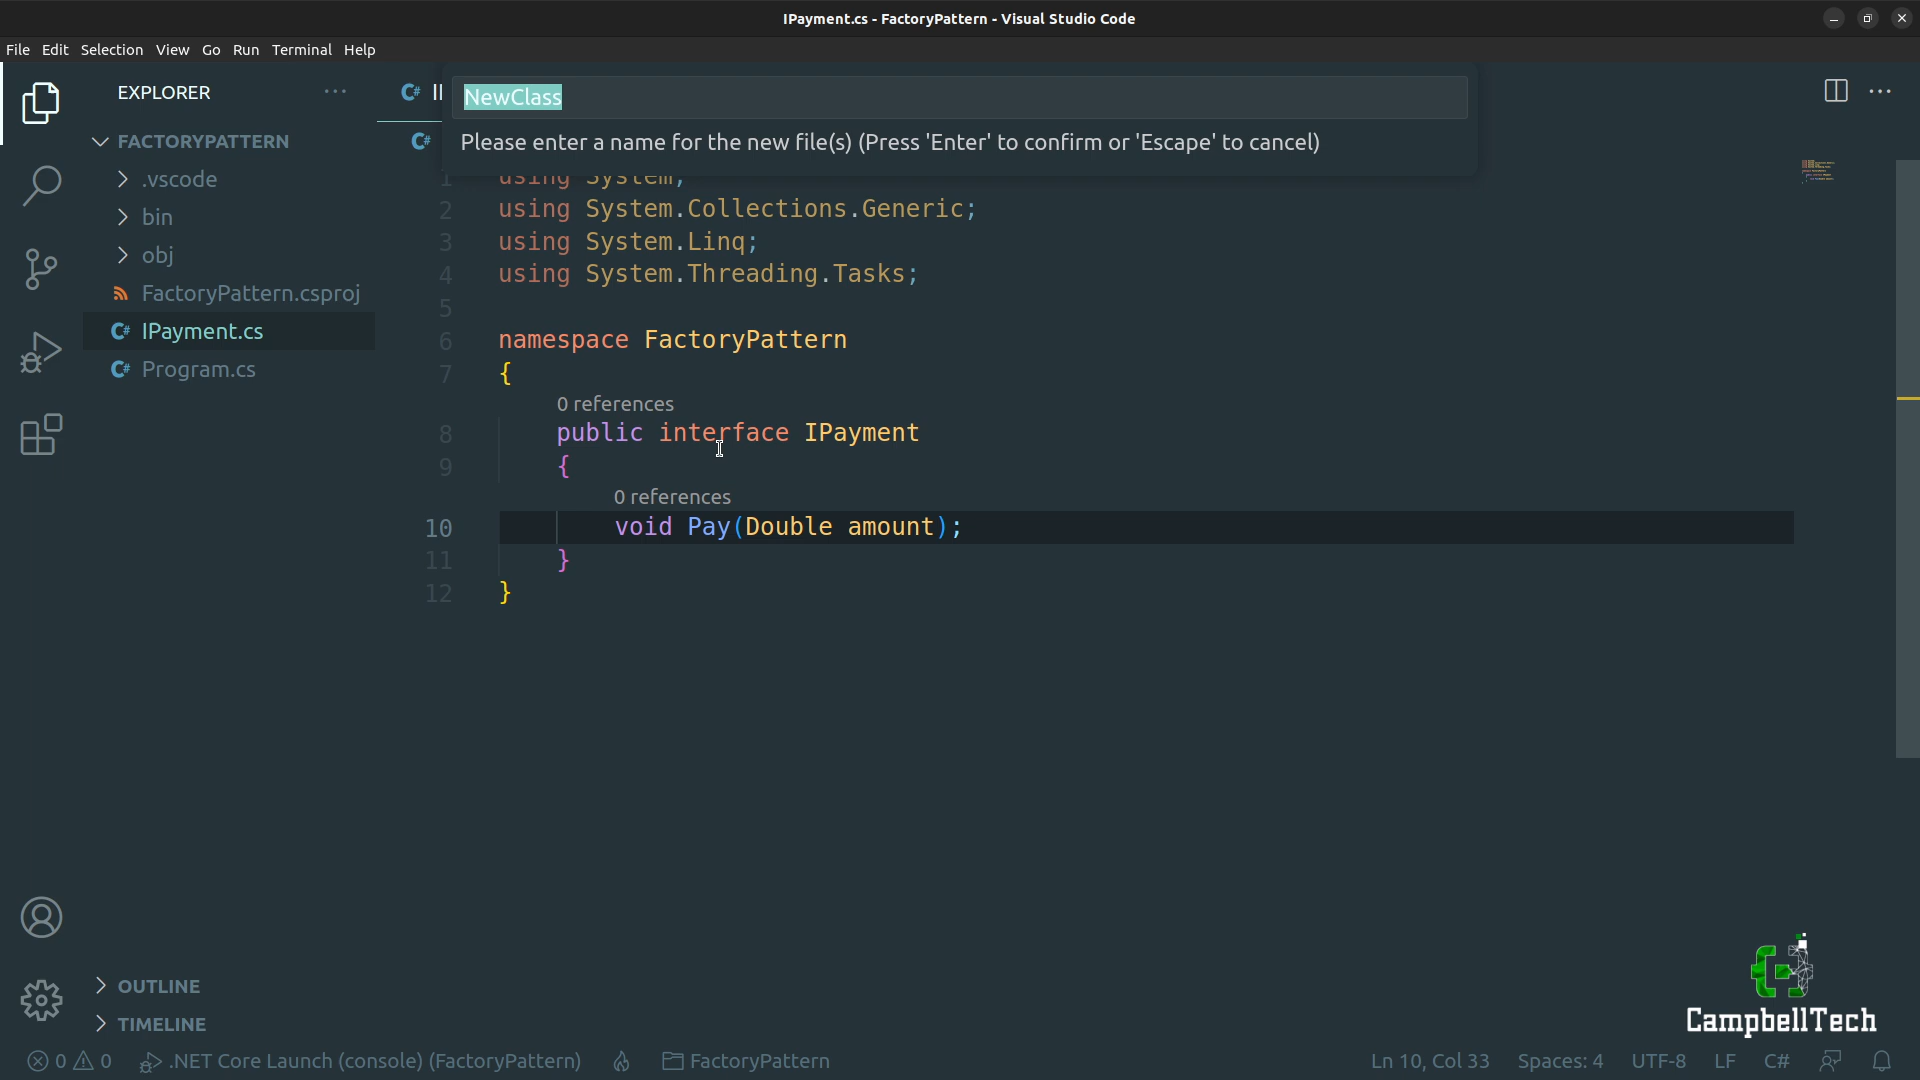 IPayment.cs - FactoryPattern - Visual Studio Code
File Edit Selection View Go Run Terminal Help
EXPLORER
NewClass
Please enter a name for the new file(s) (Press 'Enter' to confirm or 'Escape' to cancel)
FACTORYPATTERN
.vscode
bin
obj
FactoryPattern.csproj
IPayment.cs
Program.cs
1 using System;
2 using System.Collections.Generic;
3 using System.Linq;
4 using System.Threading.Tasks;
5
6 namespace FactoryPattern
7 {
0 references
8 public interface IPayment
9 {
0 references
10 void Pay(Double amount);
11 }
12 }
OUTLINE
TIMELINE
CampbellTech
0 0 .NET Core Launch (console) (FactoryPattern) FactoryPattern Ln 10, Col 33 Spaces: 4 UTF-8 LF C#